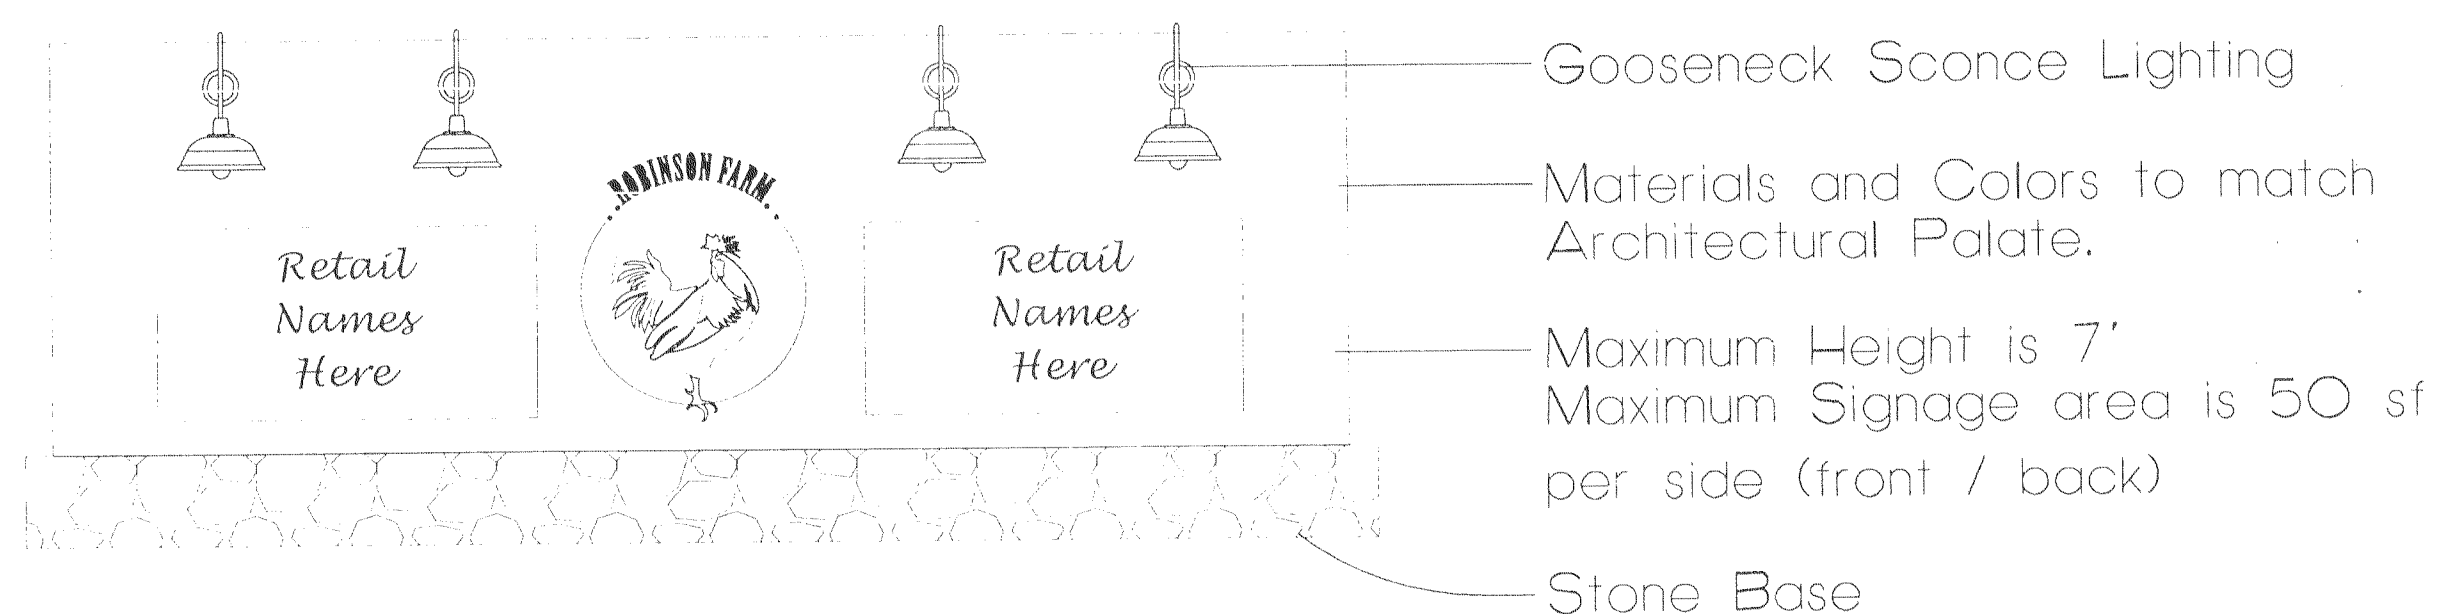 Gooseneck Sconce Lighting
ROBINSON FARM
Materials and Colors to match
Architectural Palate.
Retail
Names
Here
Retail
Names
Here
Maximum Height is 7'
Maximum Signage area is 50 sf
per side (front / back)
Stone Base